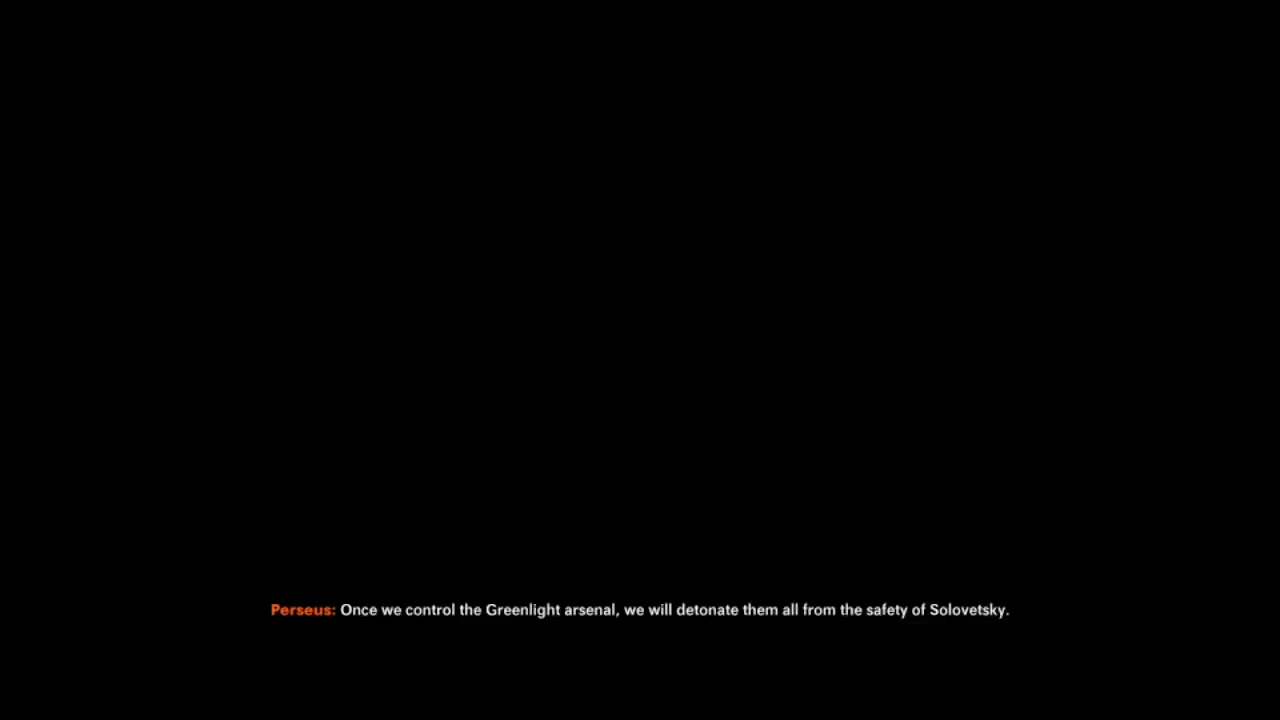 Perseus: Once we control the Greenlight arsenal, we will detonate them all from the safety of Solovetsky.